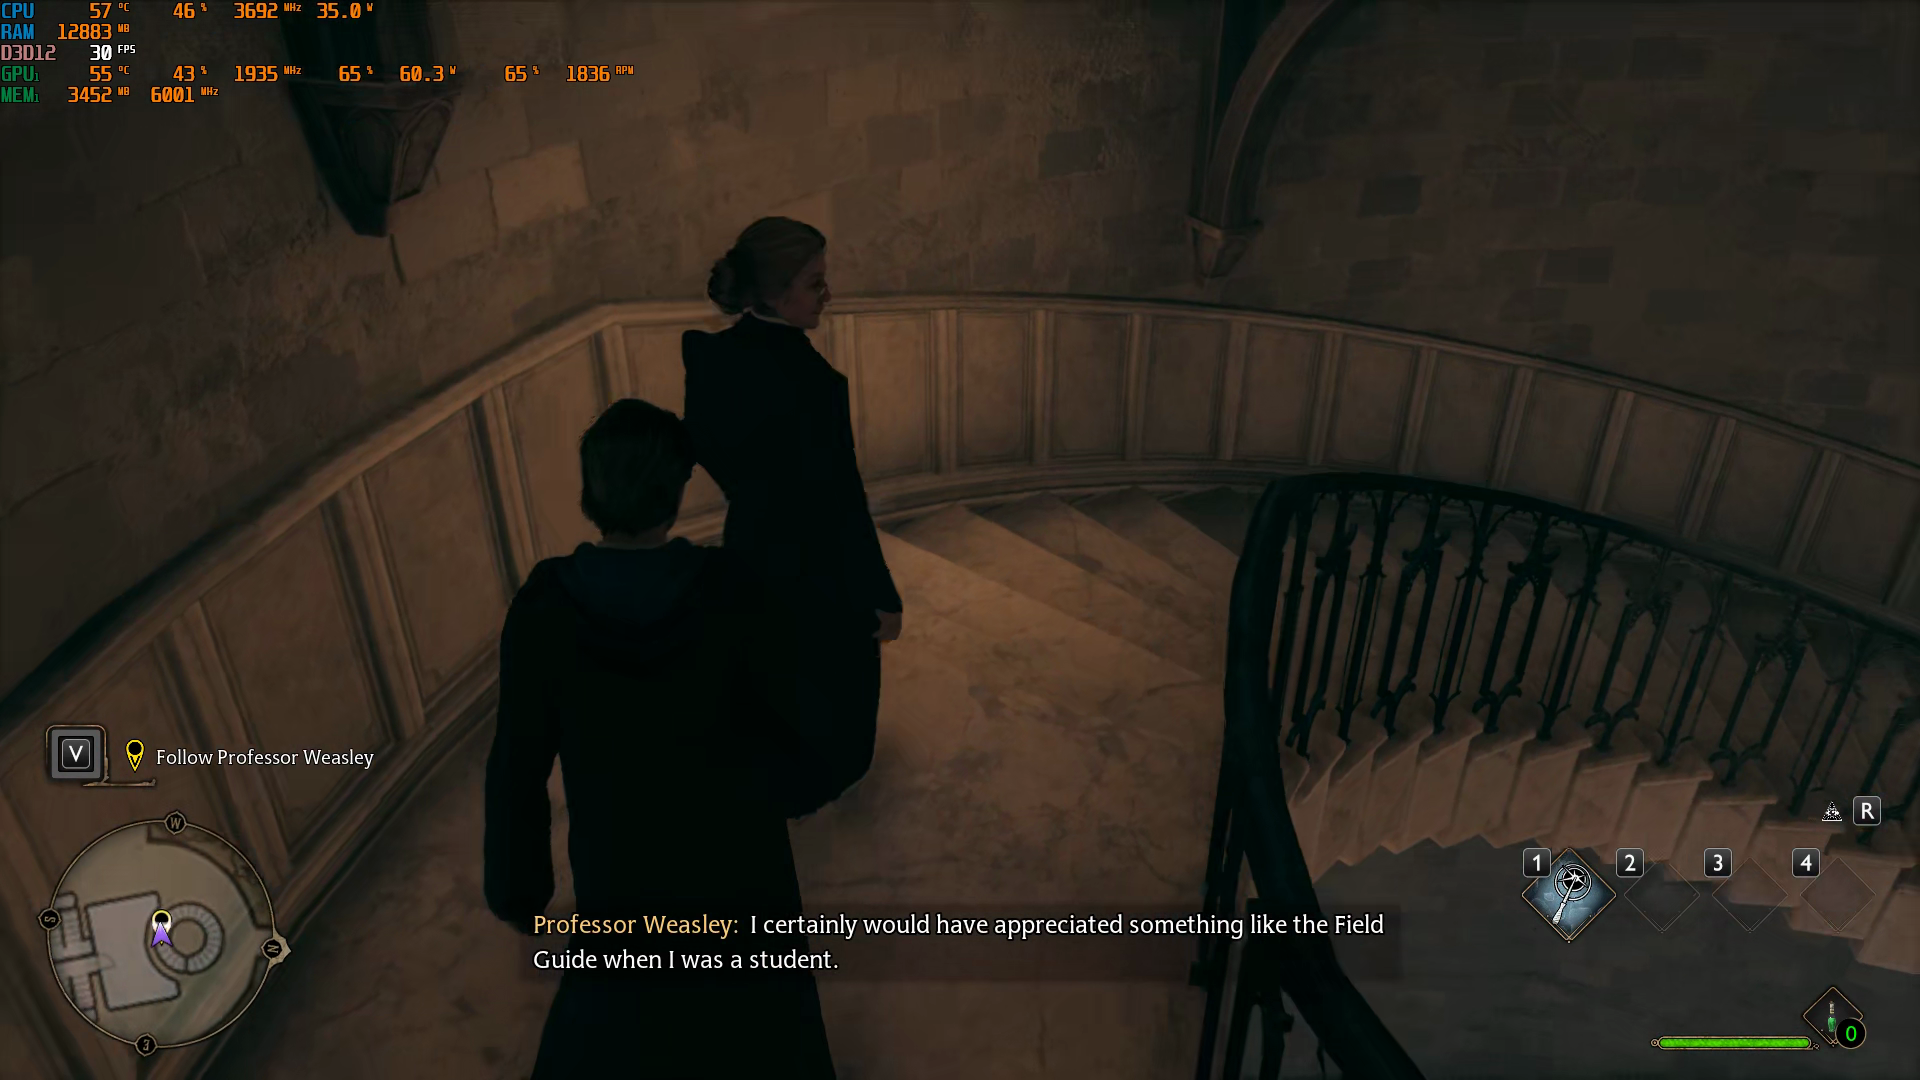 CPU 57 °C 46 % 3692 MHz 35.0 W
RAM 12883 MB
D3D12 30 FPS
GPU1 55 °C 43 % 1935 MHz 65 % 60.3 W 65 % 1836 RPM
MEM1 3452 MB 6001 MHz
V Follow Professor Weasley
W
S
N
E
R
1 2 3 4
Professor Weasley: I certainly would have appreciated something like the Field
Guide when I was a student.
0